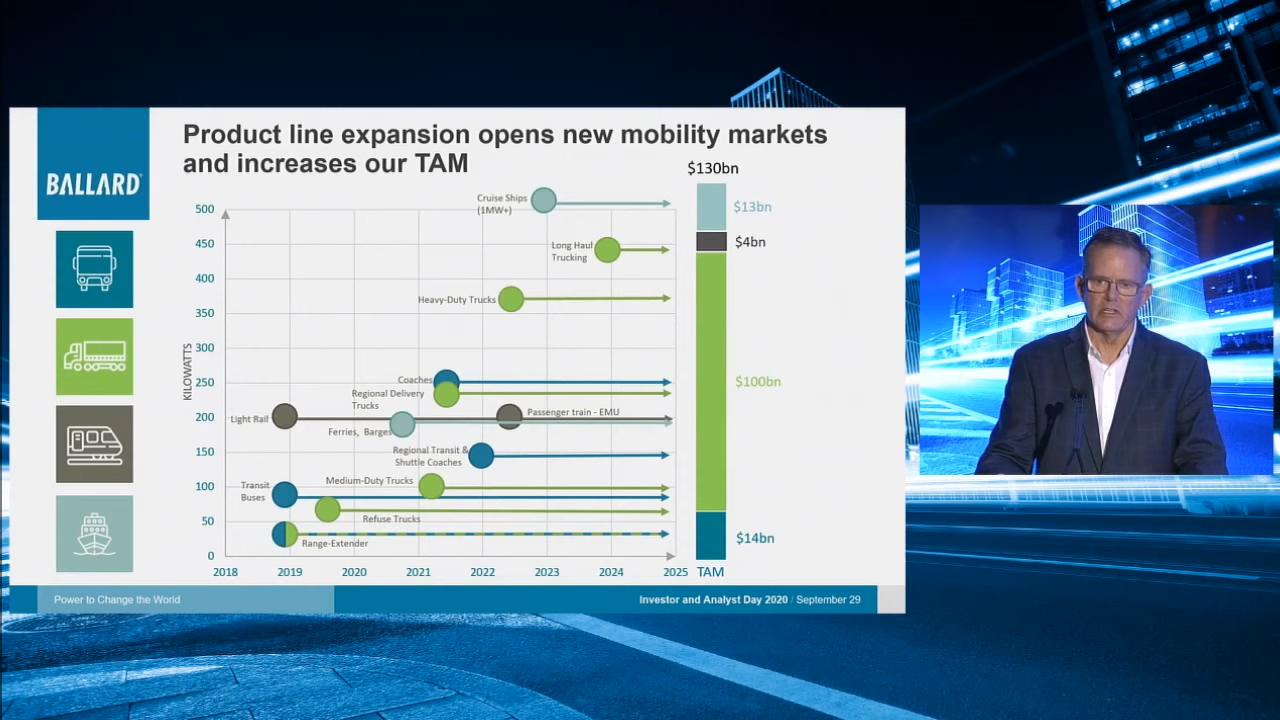 BALLARD
Product line expansion opens new mobility markets
and increases our TAM
$130bn
KILOWATTS
500
450
400
350
300
250
200
150
100
50
0
Cruise Ships
(1MW+)
Long Haul
Trucking
Heavy-Duty Trucks
Coaches
Regional Delivery
Trucks
Light Rail
Passenger train - EMU
Ferries, Barges
Regional Transit &
Shuttle Coaches
Medium-Duty Trucks
Transit
Buses
Refuse Trucks
Range-Extender
2018 2019 2020 2021 2022 2023 2024 2025 TAM
$13bn
$4bn
$100bn
$14bn
Power to Change the World
Investor and Analyst Day 2020 / September 29